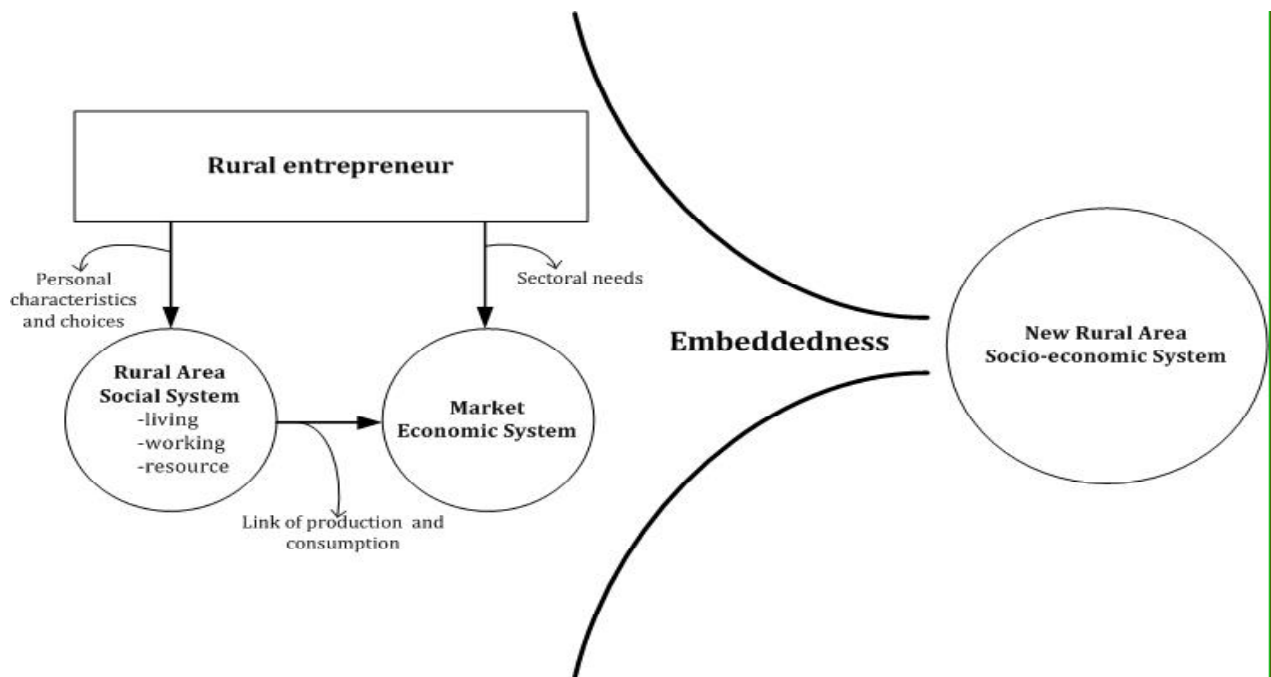 Rural entrepreneur
Personal
characteristics
and choices
Sectoral needs
Rural Area
Social System
-living
-working
-resource
Market
Economic System
Link of production and
consumption
Embeddedness
New Rural Area
Socio-economic System